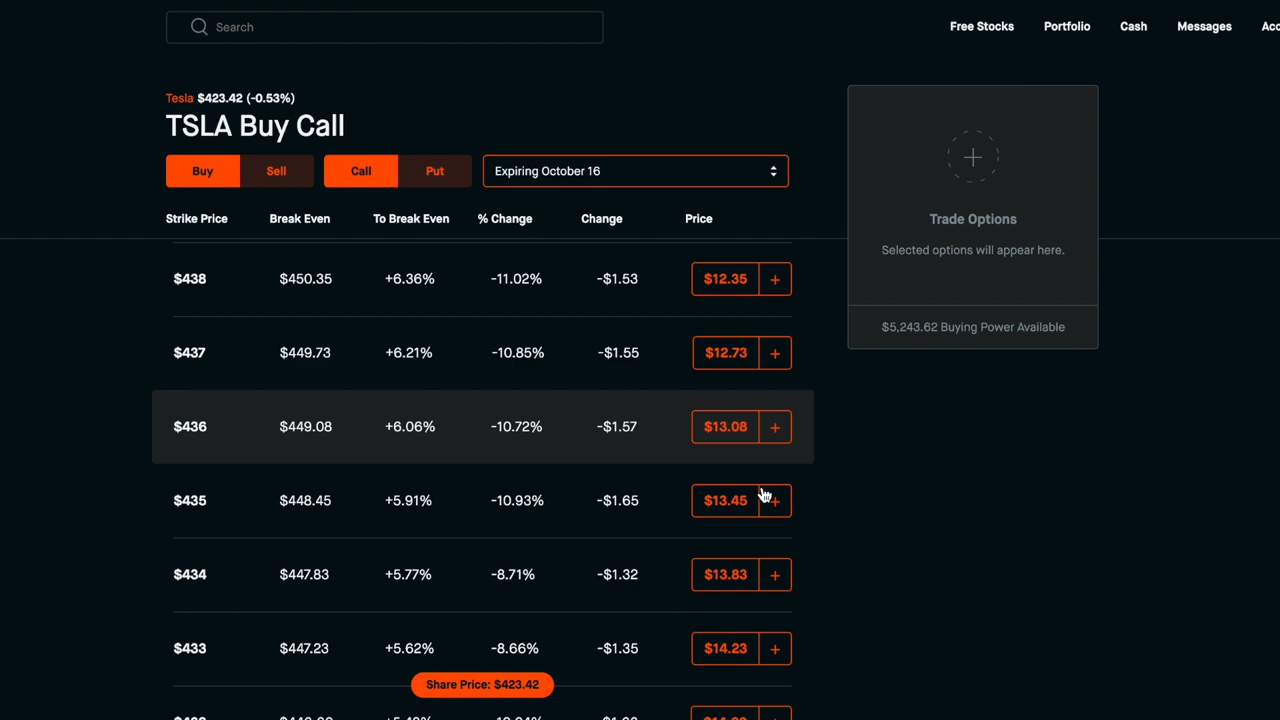 Search
Free Stocks Portfolio Cash Messages
Tesla $423.42 (-0.53%)
TSLA Buy Call
Buy Sell Call Put Expiring October 16
Strike Price Break Even To Break Even % Change Change Price
$438 $450.35 +6.36% -11.02% -$1.53 $12.35 +
$437 $449.73 +6.21% -10.85% -$1.55 $12.73 +
$436 $449.08 +6.06% -10.72% -$1.57 $13.08 +
$435 $448.45 +5.91% -10.93% -$1.65 $13.45 +
$434 $447.83 +5.77% -8.71% -$1.32 $13.83 +
$433 $447.23 +5.62% -8.66% -$1.35 $14.23 +
Share Price: $423.42
Trade Options
Selected options will appear here.
$5,243.62 Buying Power Available